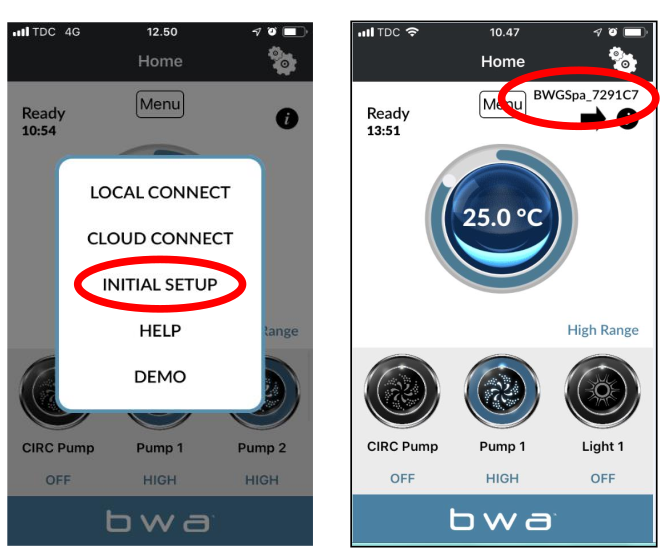 TDC 4G 12.50
Home
Menu
Ready
10:54
i
LOCAL CONNECT
CLOUD CONNECT
INITIAL SETUP
HELP
Range
DEMO
CIRC Pump Pump 1 Pump 2
OFF HIGH HIGH
bwa
TDC 10.47
Home
BWGSpa_7291C7
Menu
Ready
13:51
i
25.0 °C
High Range
CIRC Pump Pump 1 Light 1
OFF HIGH OFF
bwa